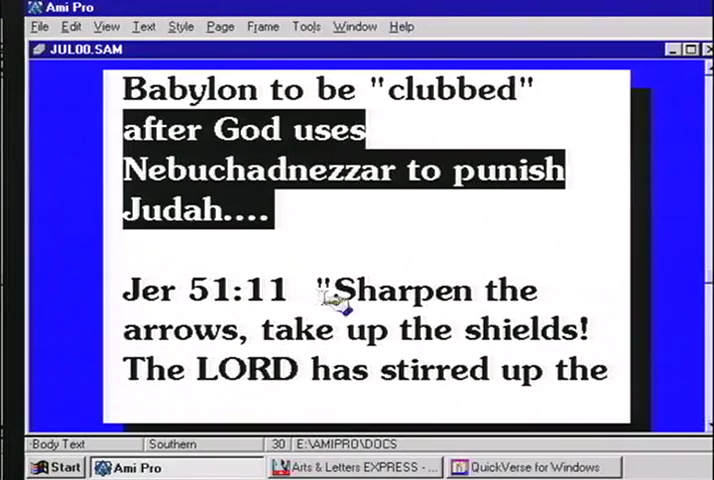 Ami Pro
File Edit View Text Style Page Frame Tools Window Help
JUL00.SAM
Babylon to be "clubbed"
after God uses
Nebuchadnezzar to punish
Judah....
Jer 51:11 "Sharpen the
arrows, take up the shields!
The LORD has stirred up the
Body Text Southern 30 E:\AMIPRO\DOCS
Start Ami Pro Arts & Letters EXPRESS - ... QuickVerse for Windows